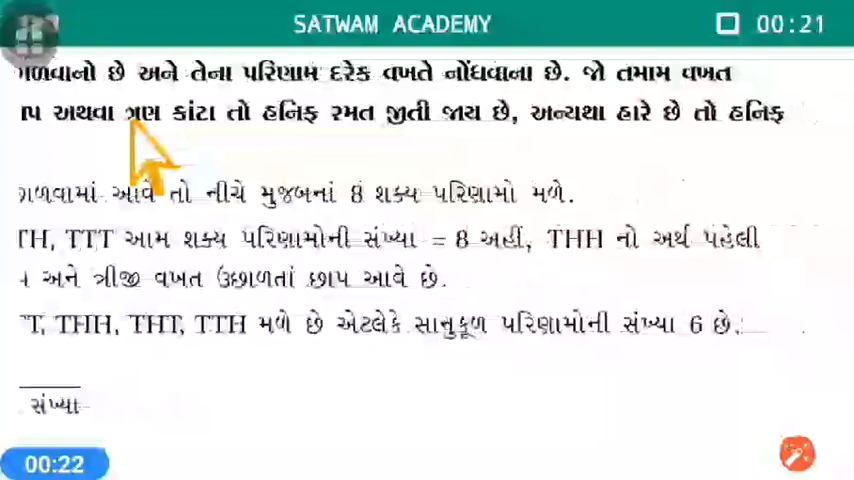 SATWAM ACADEMY
00:21
ગળવાનો છે અને તેના પરિણામ દરેક વખતે નોંધવાના છે. જો તમામ વખત
ાપ અથવા ત્રણ કાંટા તો હનિફ રમત જીતી જાય છે, અન્યથા હારે છે તો હનિફ
ગળવામાં આવે તો નીચે મુજબનાં 8 શક્ય પરિણામો મળે.
TH, TTT આમ શક્ય પરિણામોની સંખ્યા = 8 અહીં, THH નો અર્થ પહેલી
અને ત્રીજી વખત ઉછાળતાં છાપ આવે છે.
T, THH, THT, TTH મળે છે એટલેકે સાનુકૂળ પરિણામોની સંખ્યા 6 છે.
સંખ્યા
00:22